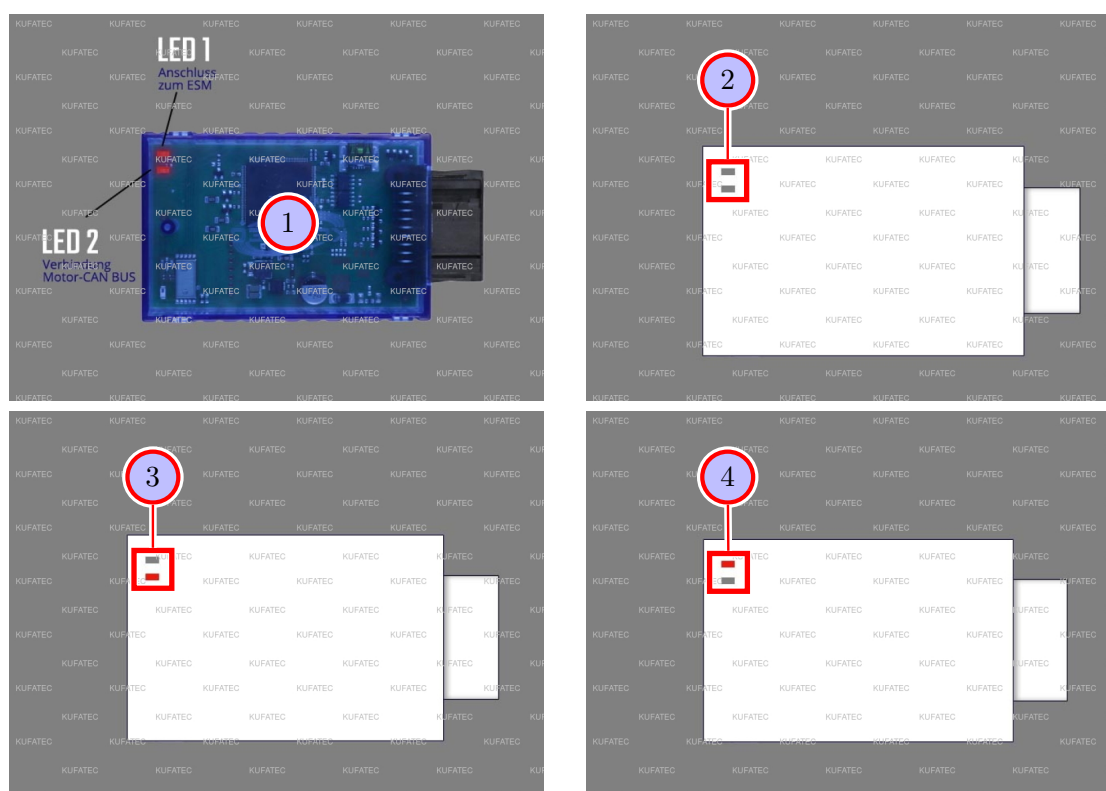 LED 1
Anschluss
zum ESM
1
LED 2
Verbindung
Motor-CAN BUS
2
3
4
KUFATEC